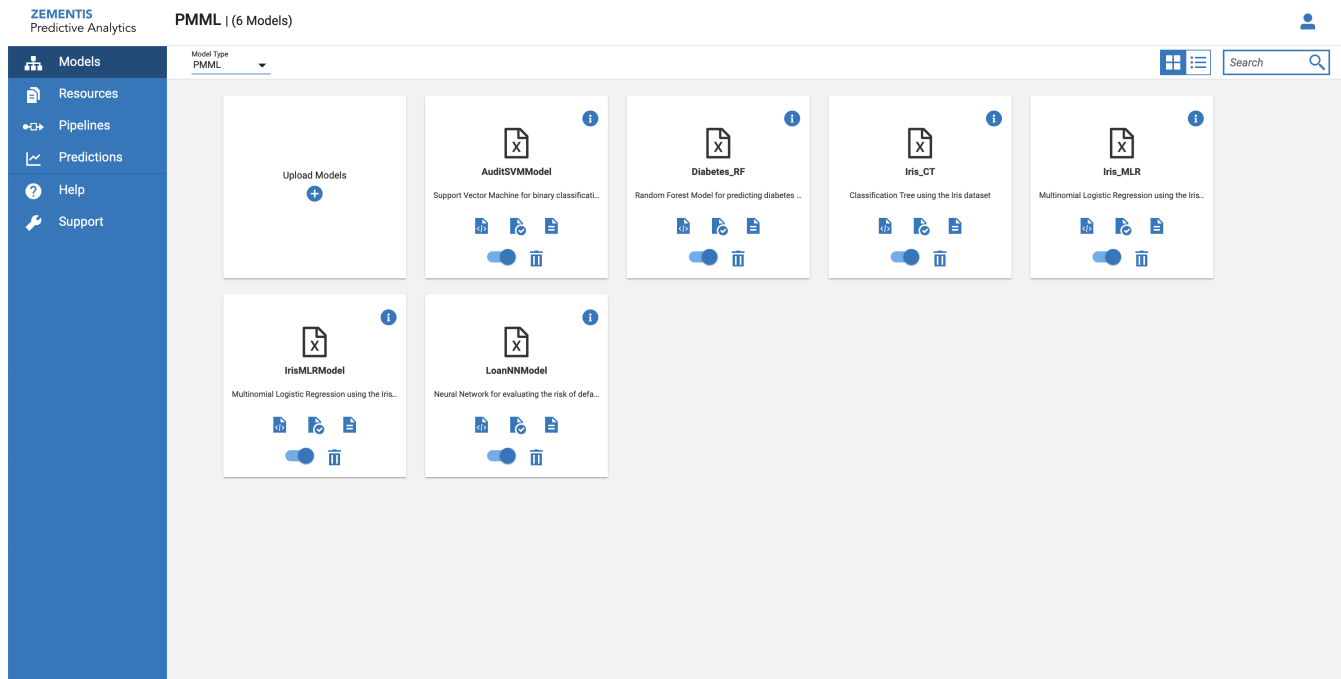 ZEMENTIS
Predictive Analytics
PMML | (6 Models)
Models
Resources
Pipelines
Predictions
Help
Support
Model Type
PMML
Search
Upload Models
AuditSVMModel
Support Vector Machine for binary classificati...
Diabetes_RF
Random Forest Model for predicting diabetes ...
Iris_CT
Classification Tree using the Iris dataset
Iris_MLR
Multinomial Logistic Regression using the Iris...
IrisMLRModel
Multinomial Logistic Regression using the Iris...
LoanNNModel
Neural Network for evaluating the risk of defa...